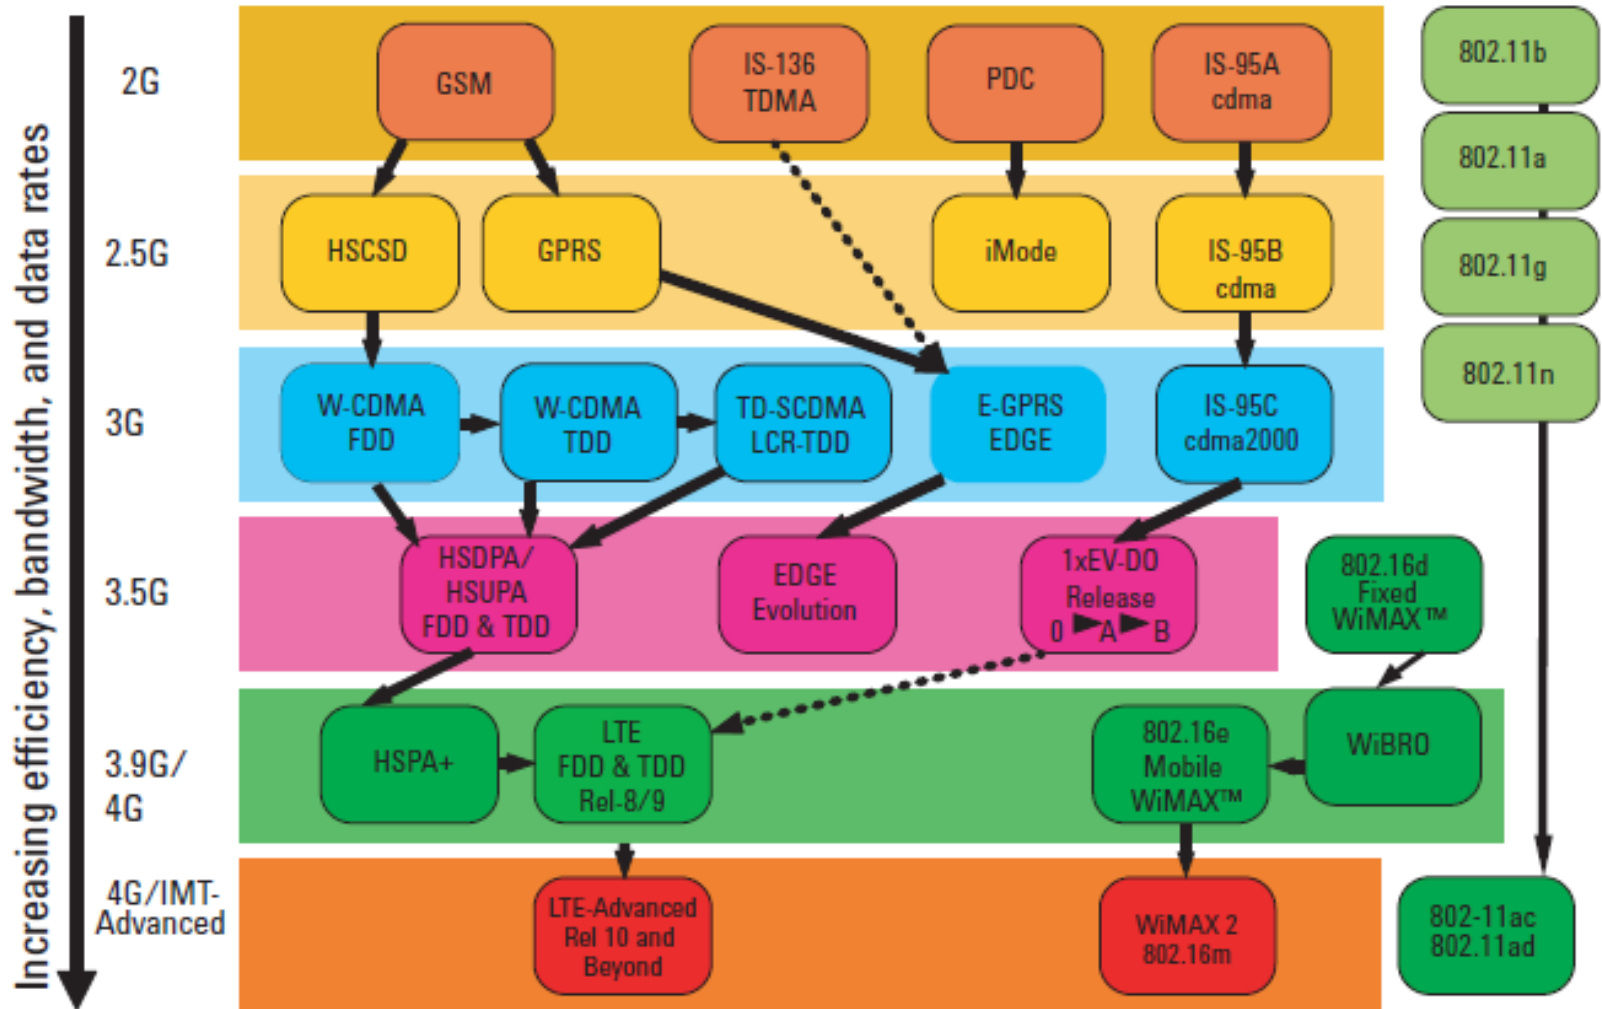 Increasing efficiency, bandwidth, and data rates
2G
GSM
IS-136
TDMA
PDC
IS-95A
cdma
802.11b
802.11a
2.5G
HSCSD
GPRS
iMode
IS-95B
cdma
802.11g
802.11n
3G
W-CDMA
FDD
W-CDMA
TDD
TD-SCDMA
LCR-TDD
E-GPRS
EDGE
IS-95C
cdma2000
3.5G
HSDPA/
HSUPA
FDD & TDD
EDGE
Evolution
1xEV-DO
Release
0 A B
802.16d
Fixed
WiMAX™
3.9G/
4G
HSPA+
LTE
FDD & TDD
Rel-8/9
802.16e
Mobile
WiMAX™
WiBRO
4G/IMT-
Advanced
LTE-Advanced
Rel 10 and
Beyond
WiMAX 2
802.16m
802-11ac
802.11ad